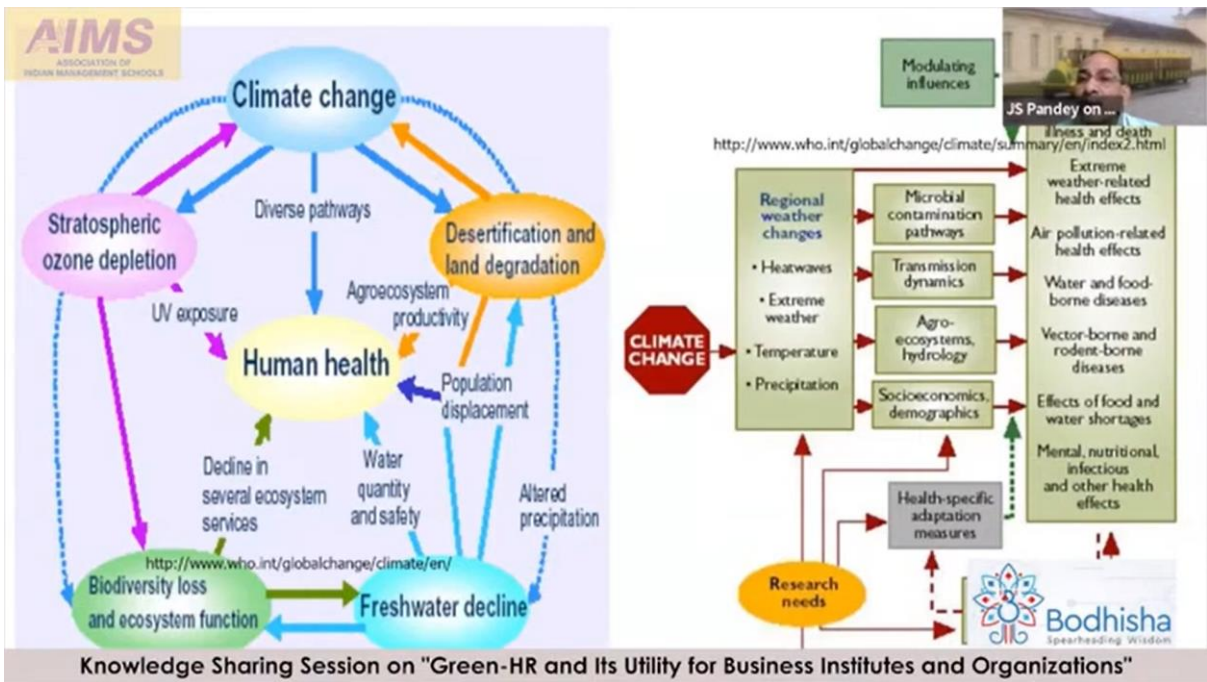 AIMS
ASSOCIATION OF
INDIAN MANAGEMENT SCHOOLS
Climate change
Diverse pathways
Stratospheric
ozone depletion
Desertification and
land degradation
UV exposure
Agroecosystem
productivity
Human health
Population
displacement
Decline in
several ecosystem
services
Water
quantity
and safety
Altered
precipitation
http://www.who.int/globalchange/climate/en/
Biodiversity loss
and ecosystem function
Freshwater decline
Modulating
influences
JS Pandey on ...
illness and death
http://www.who.int/globalchange/climate/summary/en/index2.html
Regional
weather
changes
• Heatwaves
• Extreme
weather
• Temperature
• Precipitation
CLIMATE
CHANGE
Microbial
contamination
pathways
Transmission
dynamics
Agro-
ecosystems,
hydrology
Socioeconomics,
demographics
Extreme
weather-related
health effects
Air pollution-related
health effects
Water and food-
borne diseases
Vector-borne and
rodent-borne
diseases
Effects of food and
water shortages
Mental, nutritional,
infectious
and other health
effects
Health-specific
adaptation
measures
Research
needs
Bodhisha
Spearheading Wisdom
Knowledge Sharing Session on "Green-HR and Its Utility for Business Institutes and Organizations"